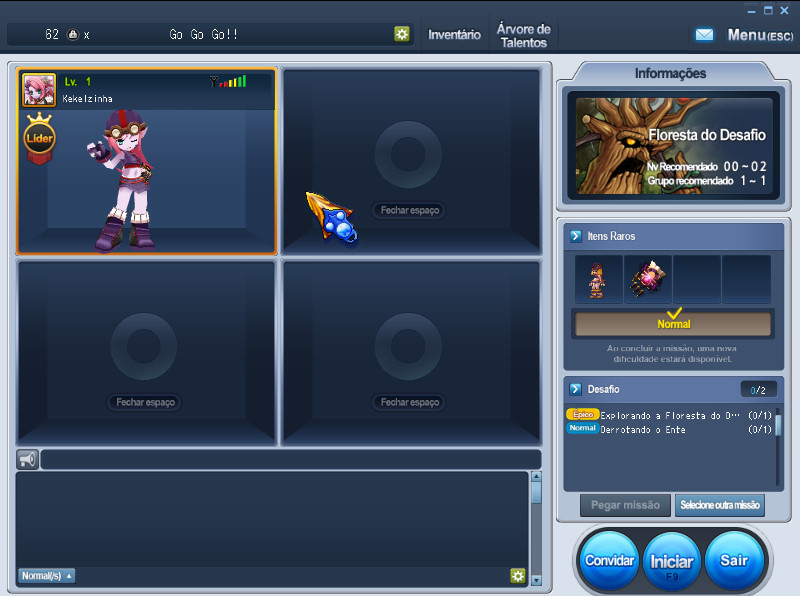 62 x Go Go Go!!
Inventário
Árvore de
Talentos
Menu(ESC)
Lv. 1
Kekelzinha
Líder
Fechar espaço
Fechar espaço
Fechar espaço
Normal(/s)
Informações
Floresta do Desafio
Nv Recomendado 00 ~ 02
Grupo recomendado 1 ~ 1
Itens Raros
Normal
Ao concluir a missão, uma nova
dificuldade estará disponível.
Desafio 0/2
Épico Explorando a Floresta do D... (0/1)
Normal Derrotando o Ente (0/1)
Pegar missão
Selecione outra missão
Convidar
Iniciar
F9
Sair